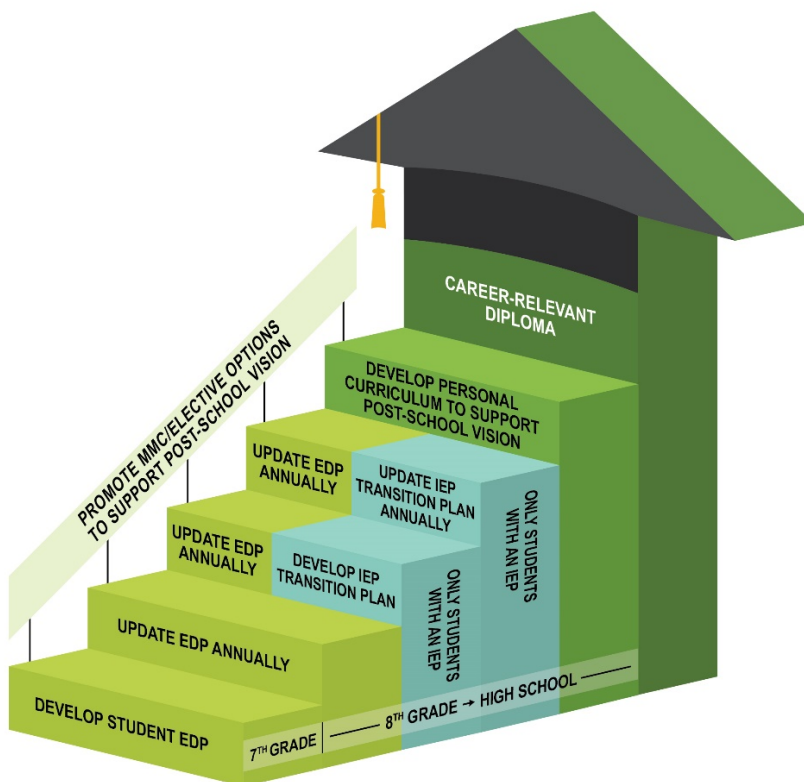 CAREER-RELEVANT
DIPLOMA
DEVELOP PERSONAL
CURRICULUM TO SUPPORT
POST-SCHOOL VISION
PROMOTE MMC/ELECTIVE OPTIONS
TO SUPPORT POST-SCHOOL VISION
UPDATE EDP
ANNUALLY
UPDATE IEP
TRANSITION PLAN
ANNUALLY
ONLY STUDENTS
WITH AN IEP
UPDATE EDP
ANNUALLY
DEVELOP IEP
TRANSITION PLAN
ONLY STUDENTS
WITH AN IEP
UPDATE EDP ANNUALLY
DEVELOP STUDENT EDP
7TH GRADE
8TH GRADE → HIGH SCHOOL